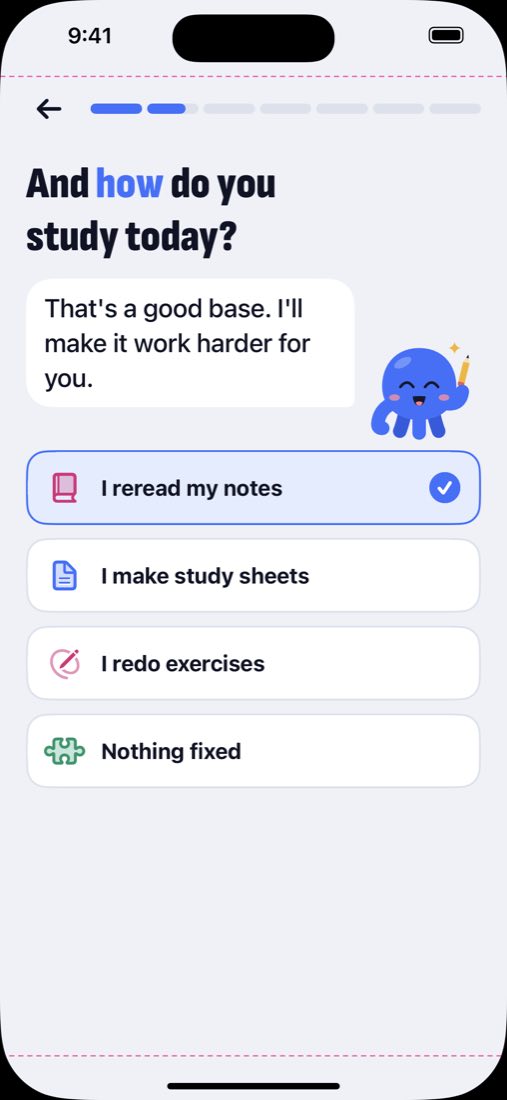 9:41
And how do you
study today?
That's a good base. I'll
make it work harder for
you.
I reread my notes
I make study sheets
I redo exercises
Nothing fixed